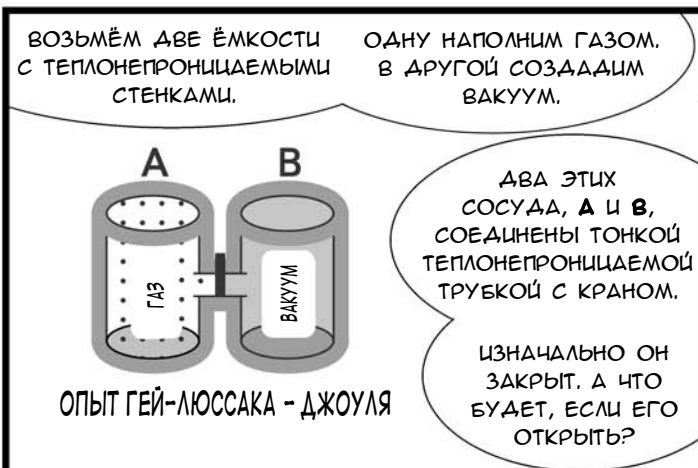 ВОЗЬМЁМ ДВЕ ЁМКОСТИ
С ТЕПЛОНЕПРОНИЦАЕМЫМИ
СТЕНКАМИ.
ОДНУ НАПОЛНИМ ГАЗОМ.
В ДРУГОЙ СОЗДАДИМ
ВАКУУМ.
A
B
ГАЗ
ВАКУУМ
ОПЫТ ГЕЙ-ЛЮССАКА - ДЖОУЛЯ
ДВА ЭТИХ
СОСУДА, A И B,
СОЕДИНЕНЫ ТОНКОЙ
ТЕПЛОНЕПРОНИЦАЕМОЙ
ТРУБКОЙ С КРАНОМ.
ИЗНАЧАЛЬНО ОН
ЗАКРЫТ. А ЧТО
БУДЕТ, ЕСЛИ ЕГО
ОТКРЫТЬ?